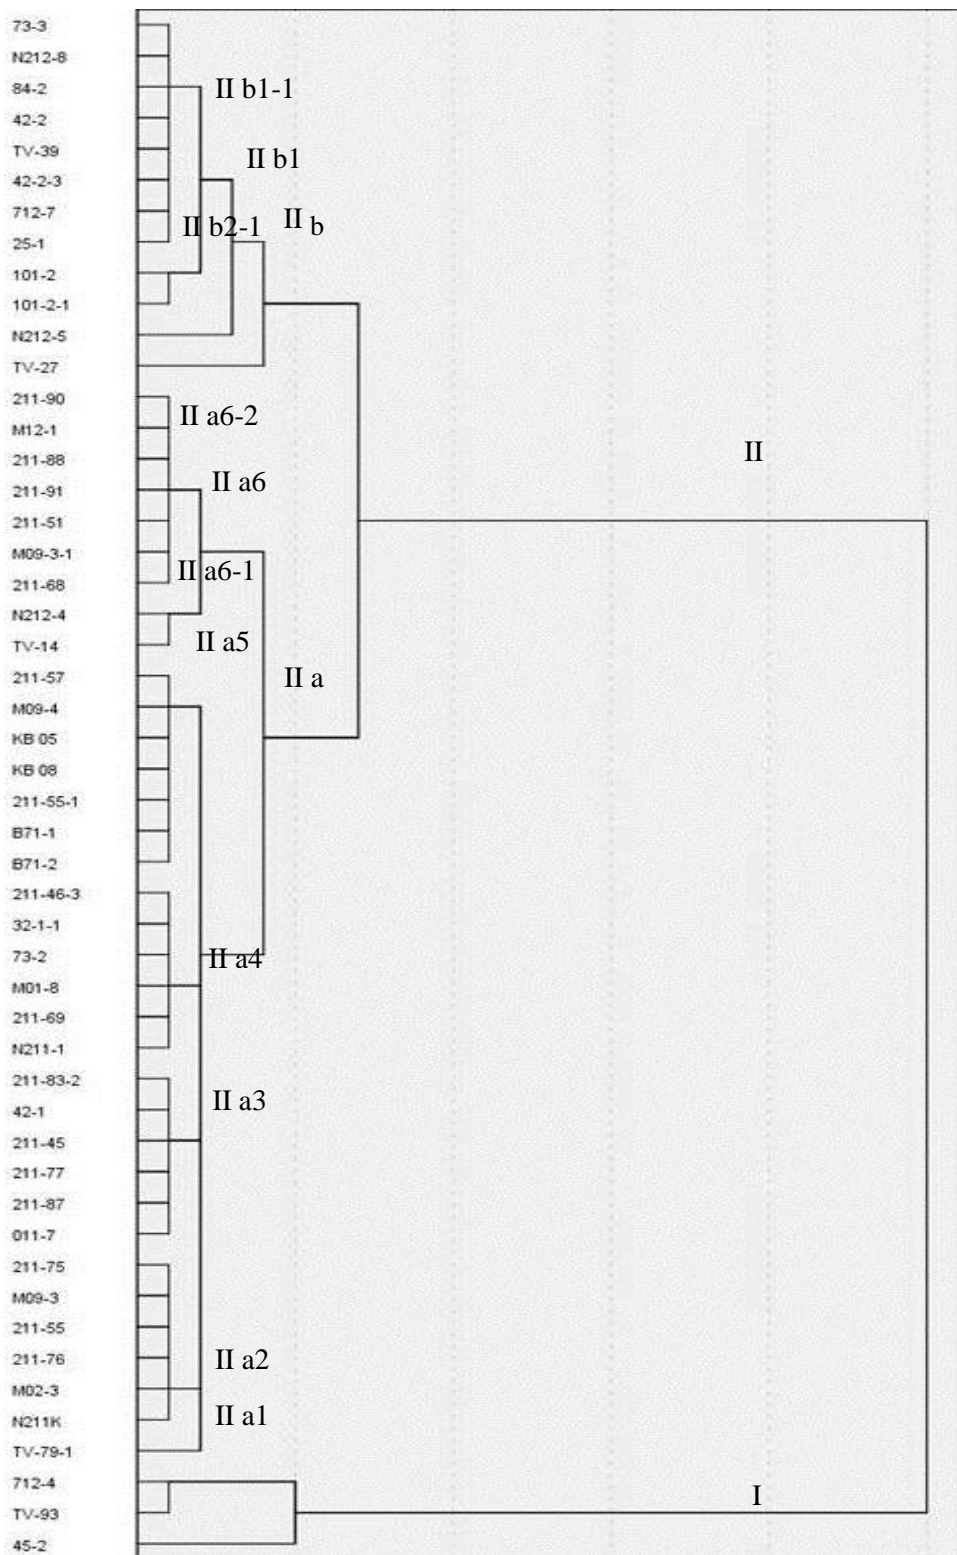 73-3
N212-8
84-2 II b1-1
42-2
TV-39 II b1
42-2-3
712-7 II b
25-1 II b2-1
101-2
101-2-1
N212-5
TV-27
211-90 II a6-2
M12-1
211-88 II
211-91 II a6
211-51
M09-3-1
211-68 II a6-1
N212-4
TV-14 II a5
211-57 II a
M09-4
KB 05
KB 08
211-55-1
B71-1
B71-2
211-46-3
32-1-1
73-2 II a4
M01-8
211-69
N211-1
211-83-2
42-1 II a3
211-45
211-77
211-87
011-7
211-75
M09-3
211-55
211-76 II a2
M02-3
N211K II a1
TV-79-1
712-4 I
TV-93
45-2